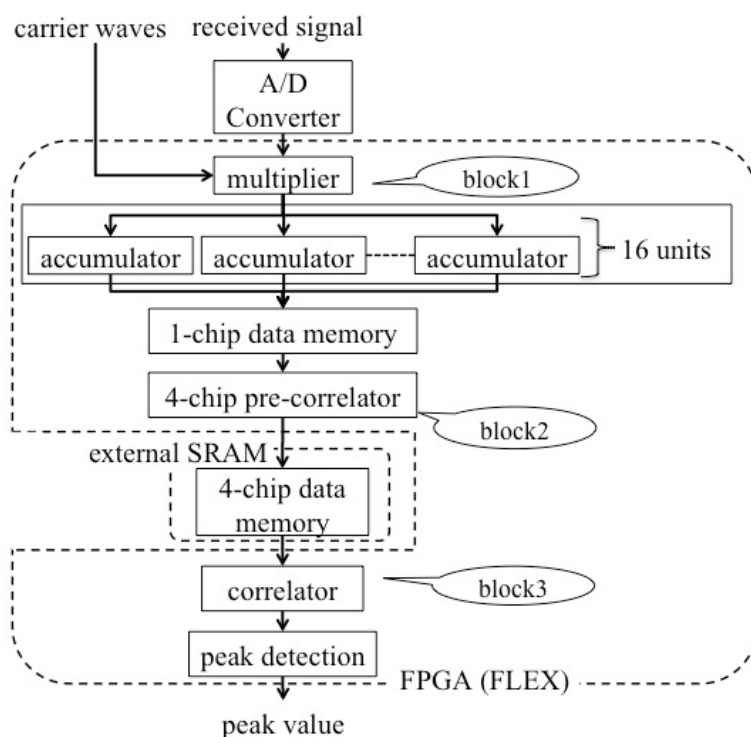 carrier waves
received signal
A/D
Converter
multiplier
block1
accumulator
accumulator
accumulator
16 units
1-chip data memory
4-chip pre-correlator
block2
external SRAM
4-chip data
memory
correlator
block3
peak detection
FPGA (FLEX)
peak value